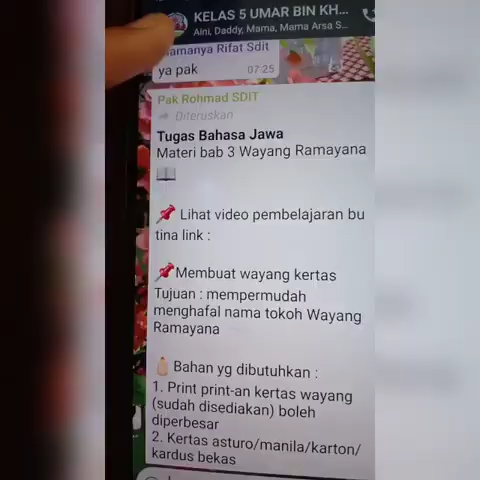 KELAS 5 UMAR BIN KH...
Aini, Daddy, Mama, Mama Arsa S...
amanya Rifat Sdit
ya pak
07:25
Pak Rohmad SDIT
Diteruskan
Tugas Bahasa Jawa
Materi bab 3 Wayang Ramayana
Lihat video pembelajaran bu
tina link :
Membuat wayang kertas
Tujuan : mempermudah
menghafal nama tokoh Wayang
Ramayana
Bahan yg dibutuhkan :
1. Print print-an kertas wayang
(sudah disediakan) boleh
diperbesar
2. Kertas asturo/manila/karton/
kardus bekas